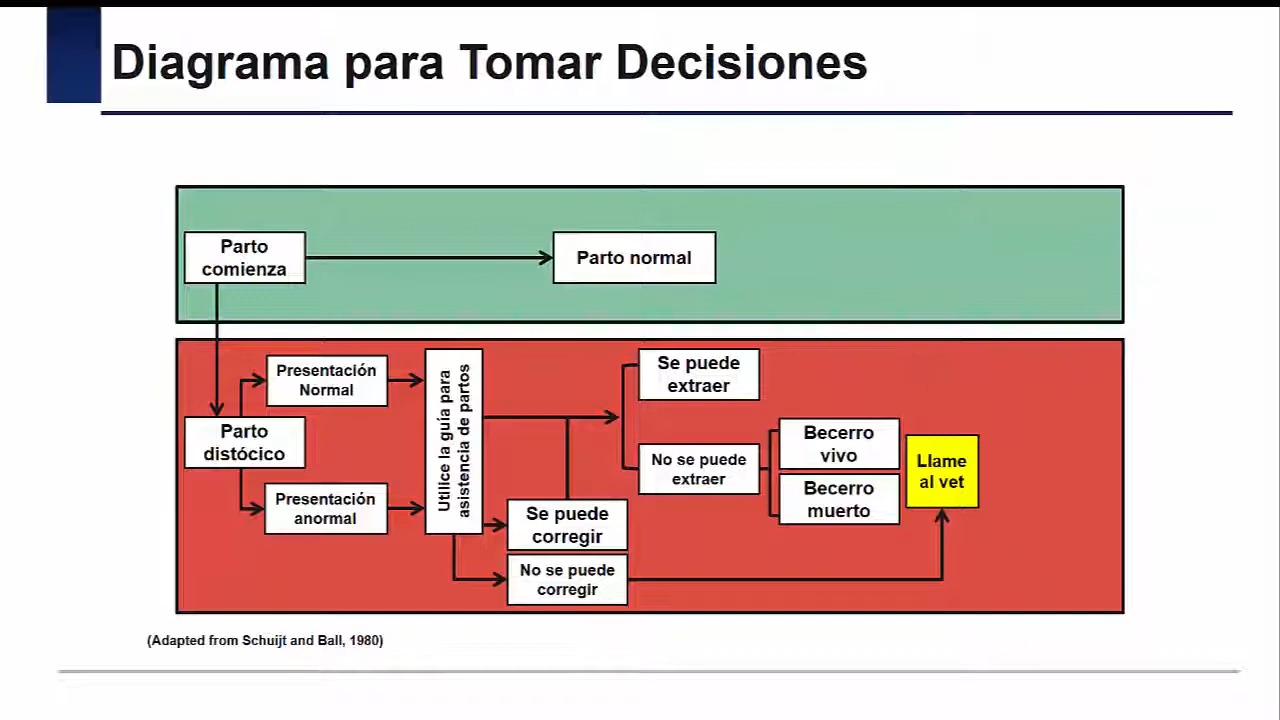 Diagrama para Tomar Decisiones
Parto
comienza
Parto normal
Parto
distócico
Presentación
Normal
Presentación
anormal
Utilice la guía para
asistencia de partos
Se puede
extraer
No se puede
extraer
Becerro
vivo
Becerro
muerto
Llame
al vet
Se puede
corregir
No se puede
corregir
(Adapted from Schuijt and Ball, 1980)